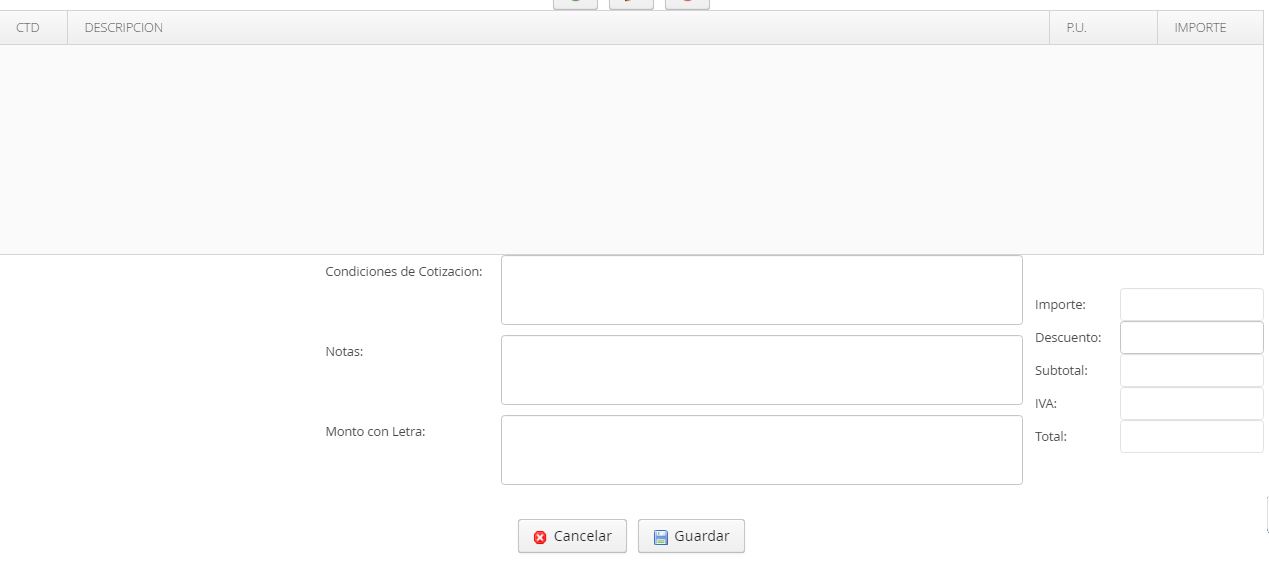 CTD DESCRIPCION P.U. IMPORTE
Condiciones de Cotizacion:
Importe:
Descuento:
Notas:
Subtotal:
IVA:
Monto con Letra:
Total:
Cancelar Guardar